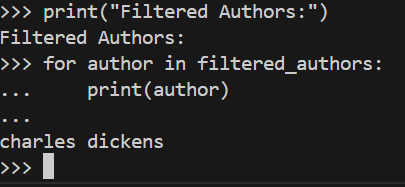 >>> print("Filtered Authors:")
Filtered Authors:
>>> for author in filtered_authors:
...     print(author)
...
charles dickens
>>>